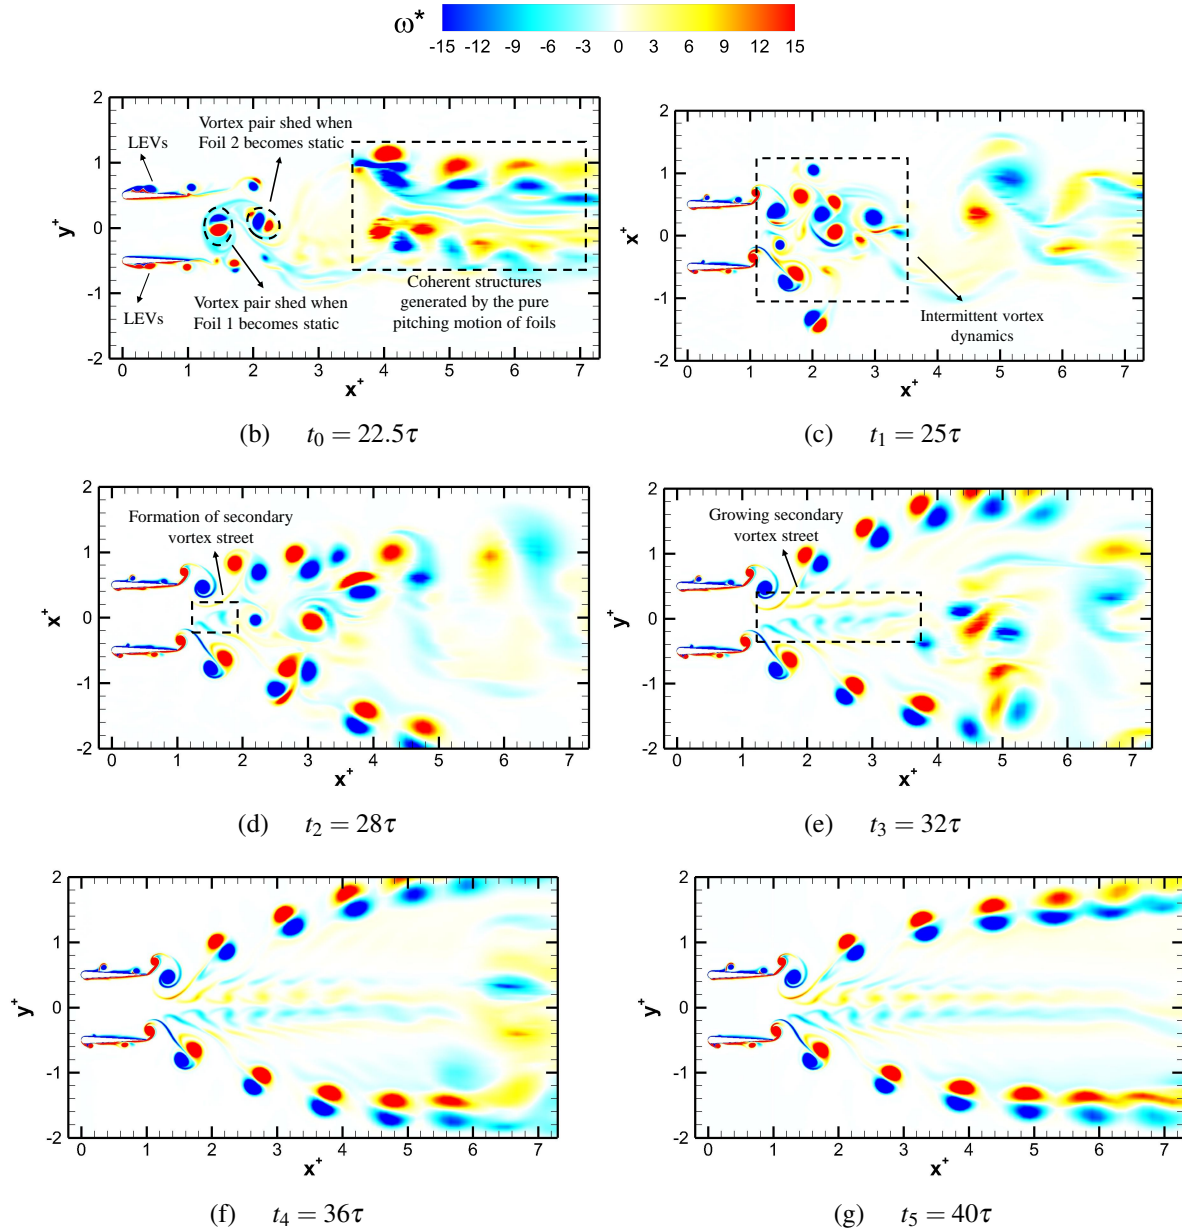 ω*
-15 -12 -9 -6 -3 0 3 6 9 12 15
2
1
0
-1
-2
y⁺
LEVs
Vortex pair shed when
Foil 2 becomes static
LEVs
Vortex pair shed when
Foil 1 becomes static
Coherent structures
generated by the pure
pitching motion of foils
0 1 2 3 4 5 6 7
x⁺
(b) t₀ = 22.5τ
2
1
0
-1
-2
x⁺
Intermittent vortex
dynamics
0 1 2 3 4 5 6 7
x⁺
(c) t₁ = 25τ
2
1
0
-1
-2
x⁺
Formation of secondary
vortex street
0 1 2 3 4 5 6 7
x⁺
(d) t₂ = 28τ
2
1
0
-1
-2
y⁺
Growing secondary
vortex street
0 1 2 3 4 5 6 7
x⁺
(e) t₃ = 32τ
2
1
0
-1
-2
y⁺
0 1 2 3 4 5 6 7
x⁺
(f) t₄ = 36τ
2
1
0
-1
-2
y⁺
0 1 2 3 4 5 6 7
x⁺
(g) t₅ = 40τ